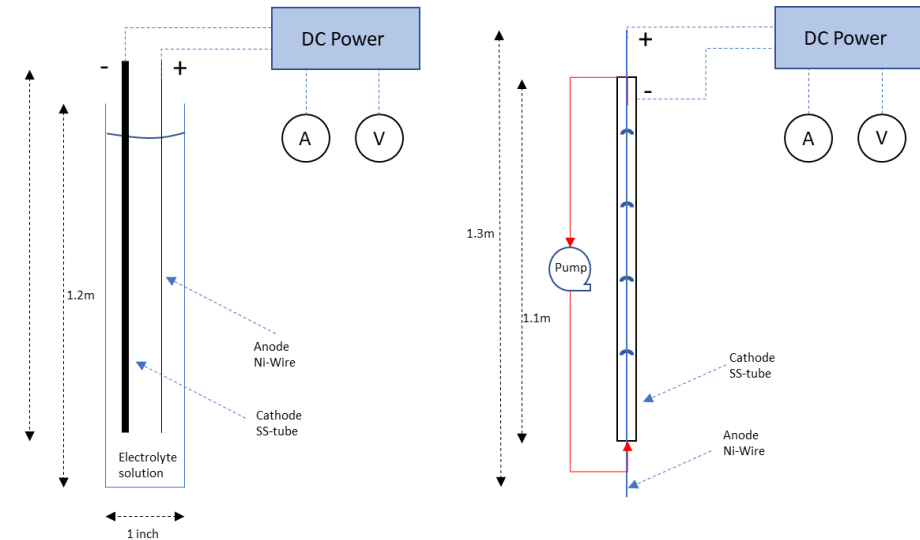 DC Power
-
+
A
V
1.2m
Anode
Ni-Wire
Cathode
SS-tube
Electrolyte
solution
1 inch
DC Power
+
-
A
V
1.3m
Pump
1.1m
Cathode
SS-tube
Anode
Ni-Wire